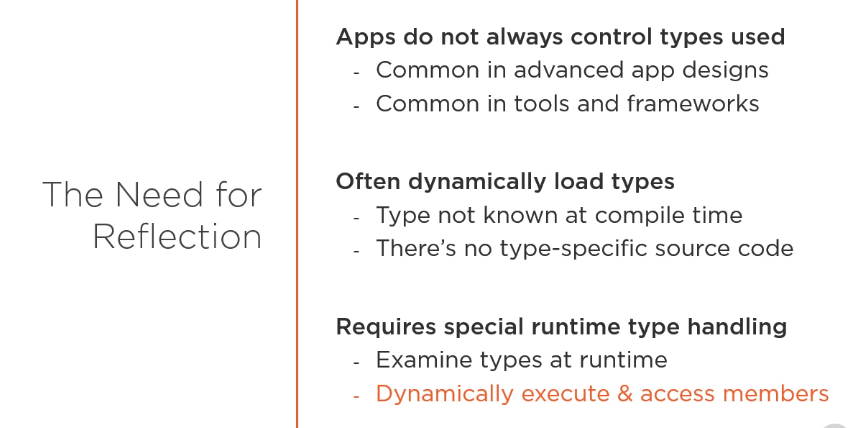 The Need for
Reflection
Apps do not always control types used
- Common in advanced app designs
- Common in tools and frameworks
Often dynamically load types
- Type not known at compile time
- There’s no type-specific source code
Requires special runtime type handling
- Examine types at runtime
- Dynamically execute & access members